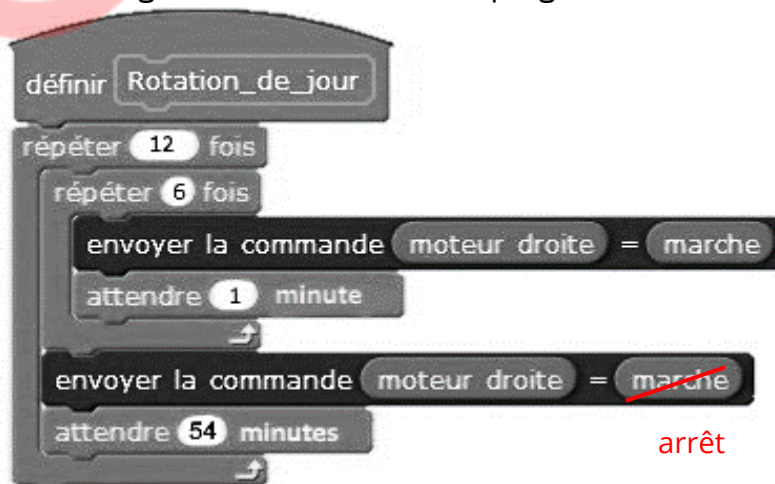 définir Rotation_de_jour
répéter 12 fois
répéter 6 fois
envoyer la commande moteur droite = marche
attendre 1 minute
envoyer la commande moteur droite = marche
attendre 54 minutes
arrêt